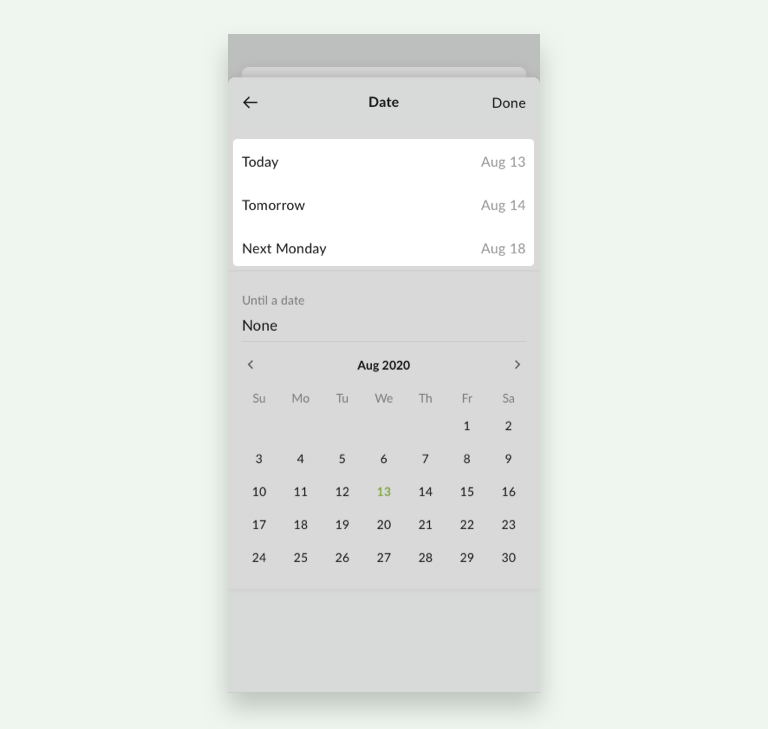 Date Done
Today Aug 13
Tomorrow Aug 14
Next Monday Aug 18
Until a date
None
Aug 2020
Su Mo Tu We Th Fr Sa
1 2
3 4 5 6 7 8 9
10 11 12 13 14 15 16
17 18 19 20 21 22 23
24 25 26 27 28 29 30